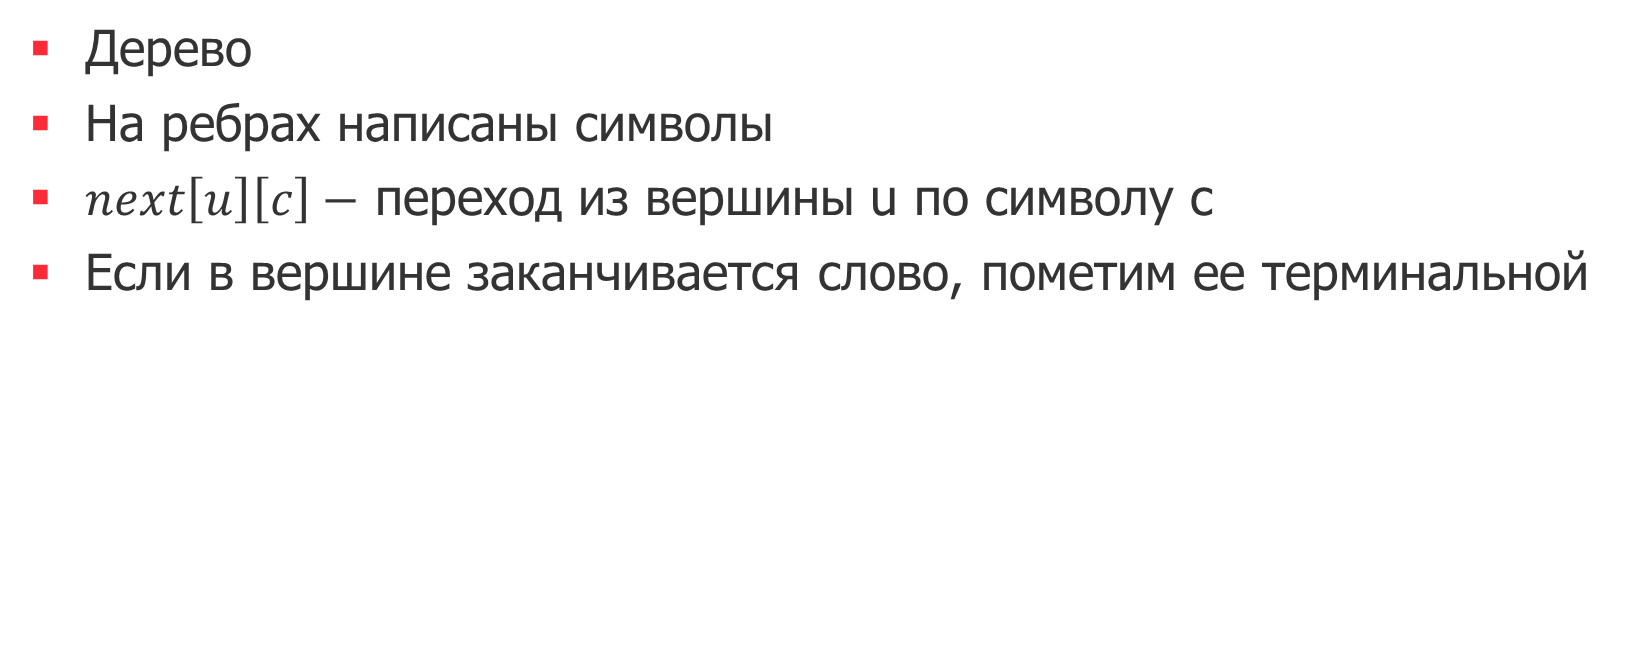 Дерево
На ребрах написаны символы
next[u][c] − переход из вершины u по символу c
Если в вершине заканчивается слово, пометим ее терминальной